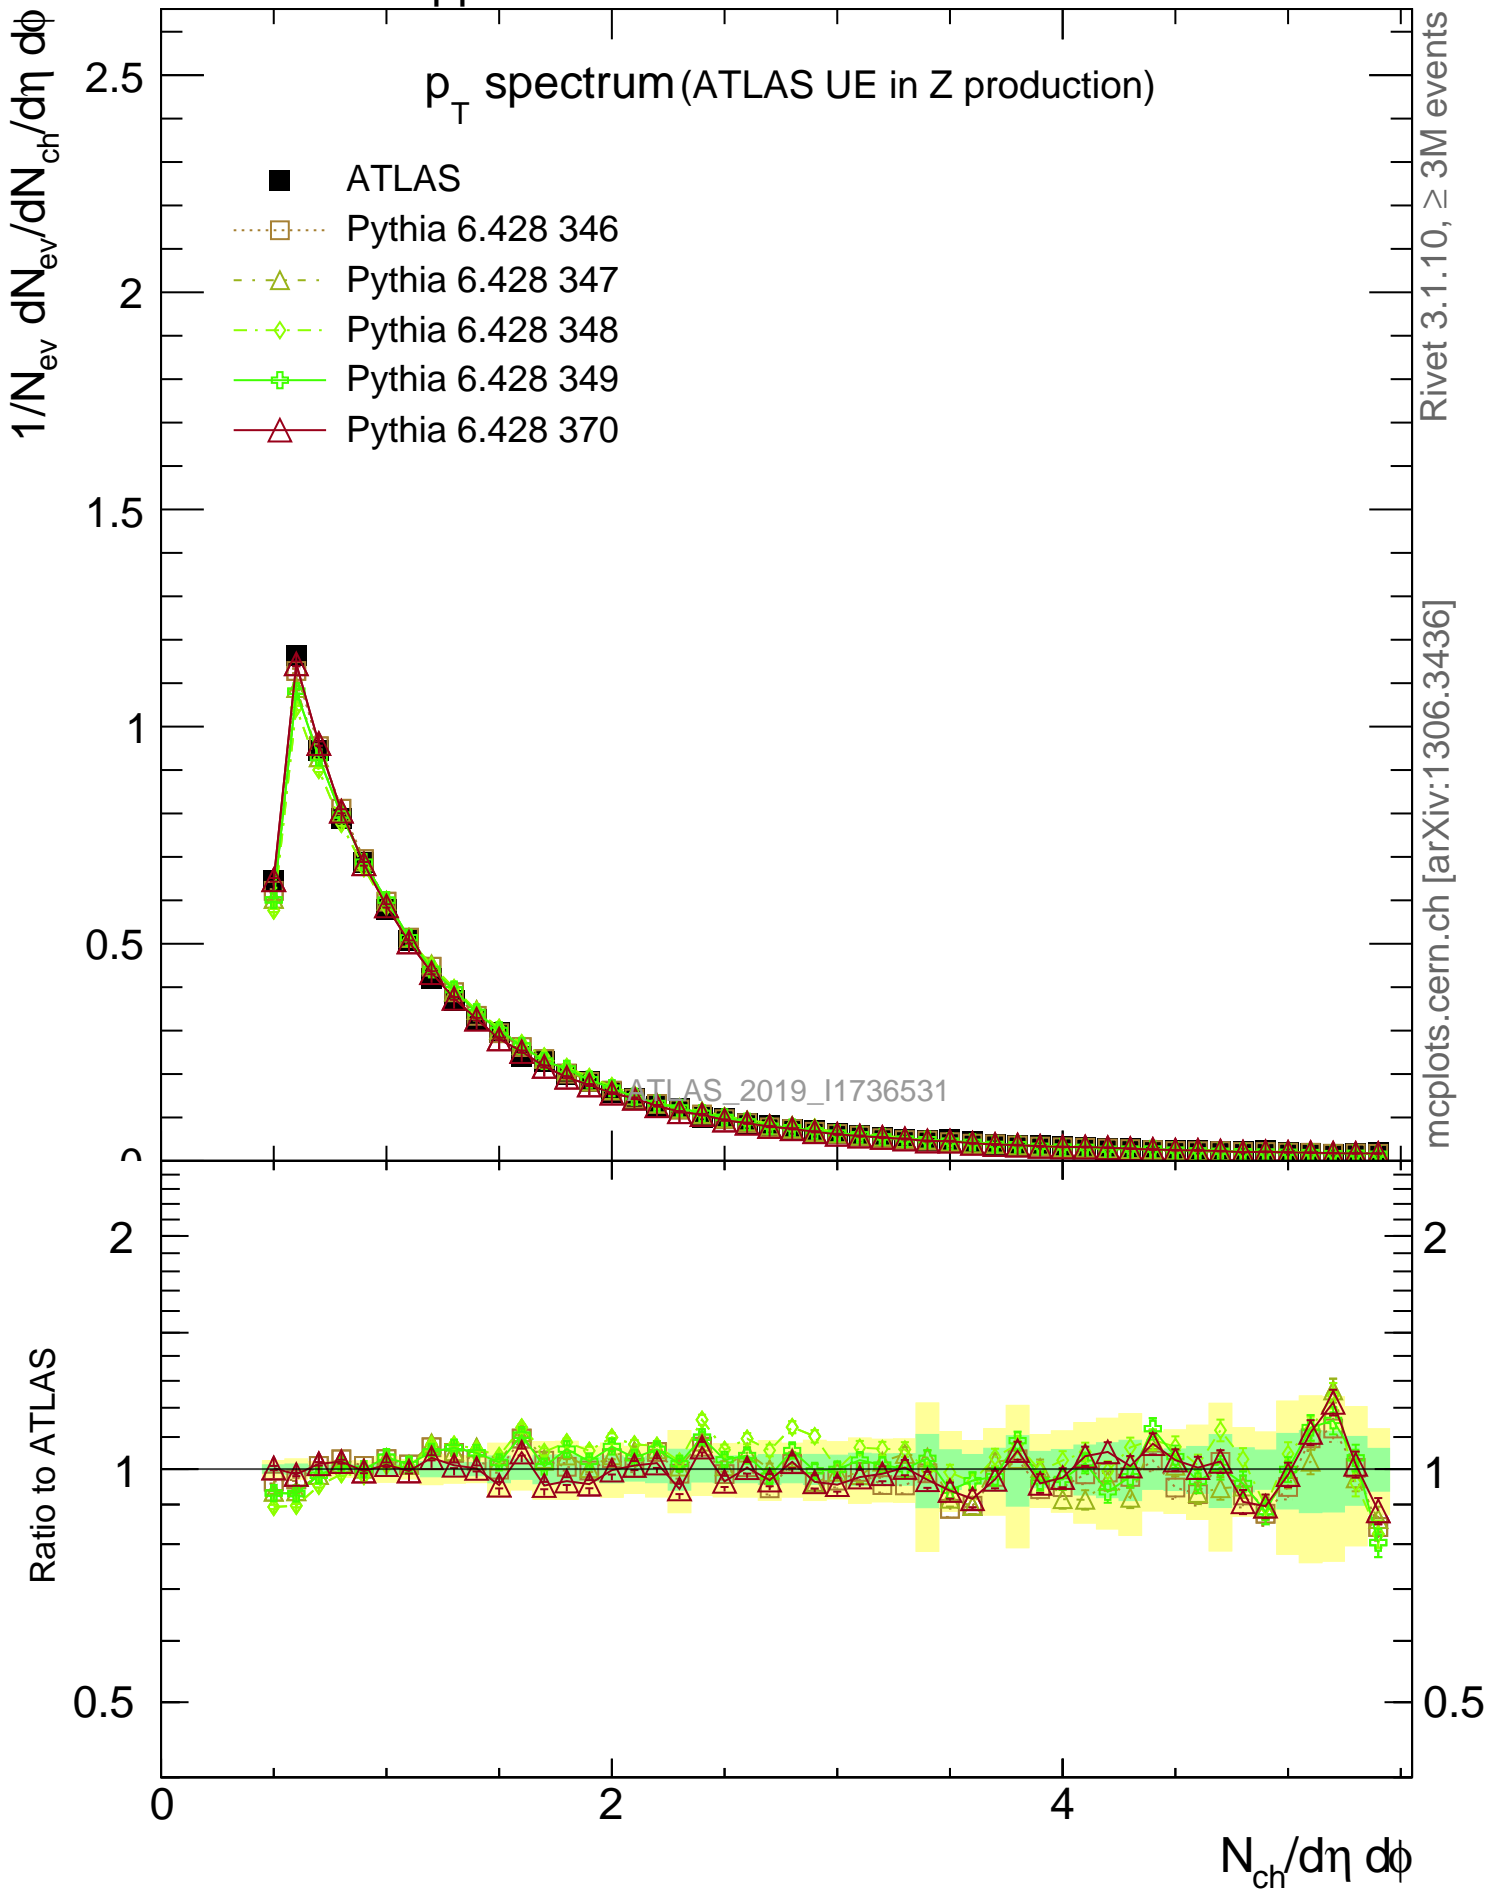 pp
1/N_ev dN_ev/dN_ch/dη dϕ
p_T spectrum (ATLAS UE in Z production)
ATLAS
Pythia 6.428 346
Pythia 6.428 347
Pythia 6.428 348
Pythia 6.428 349
Pythia 6.428 370
2.5
2
1.5
1
0.5
0
ATLAS_2019_I1736531
Rivet 3.1.10, ≥ 3M events
mcplots.cern.ch [arXiv:1306.3436]
Ratio to ATLAS
2
1
0.5
2
1
0.5
0 2 4
N_ch/dη dϕ